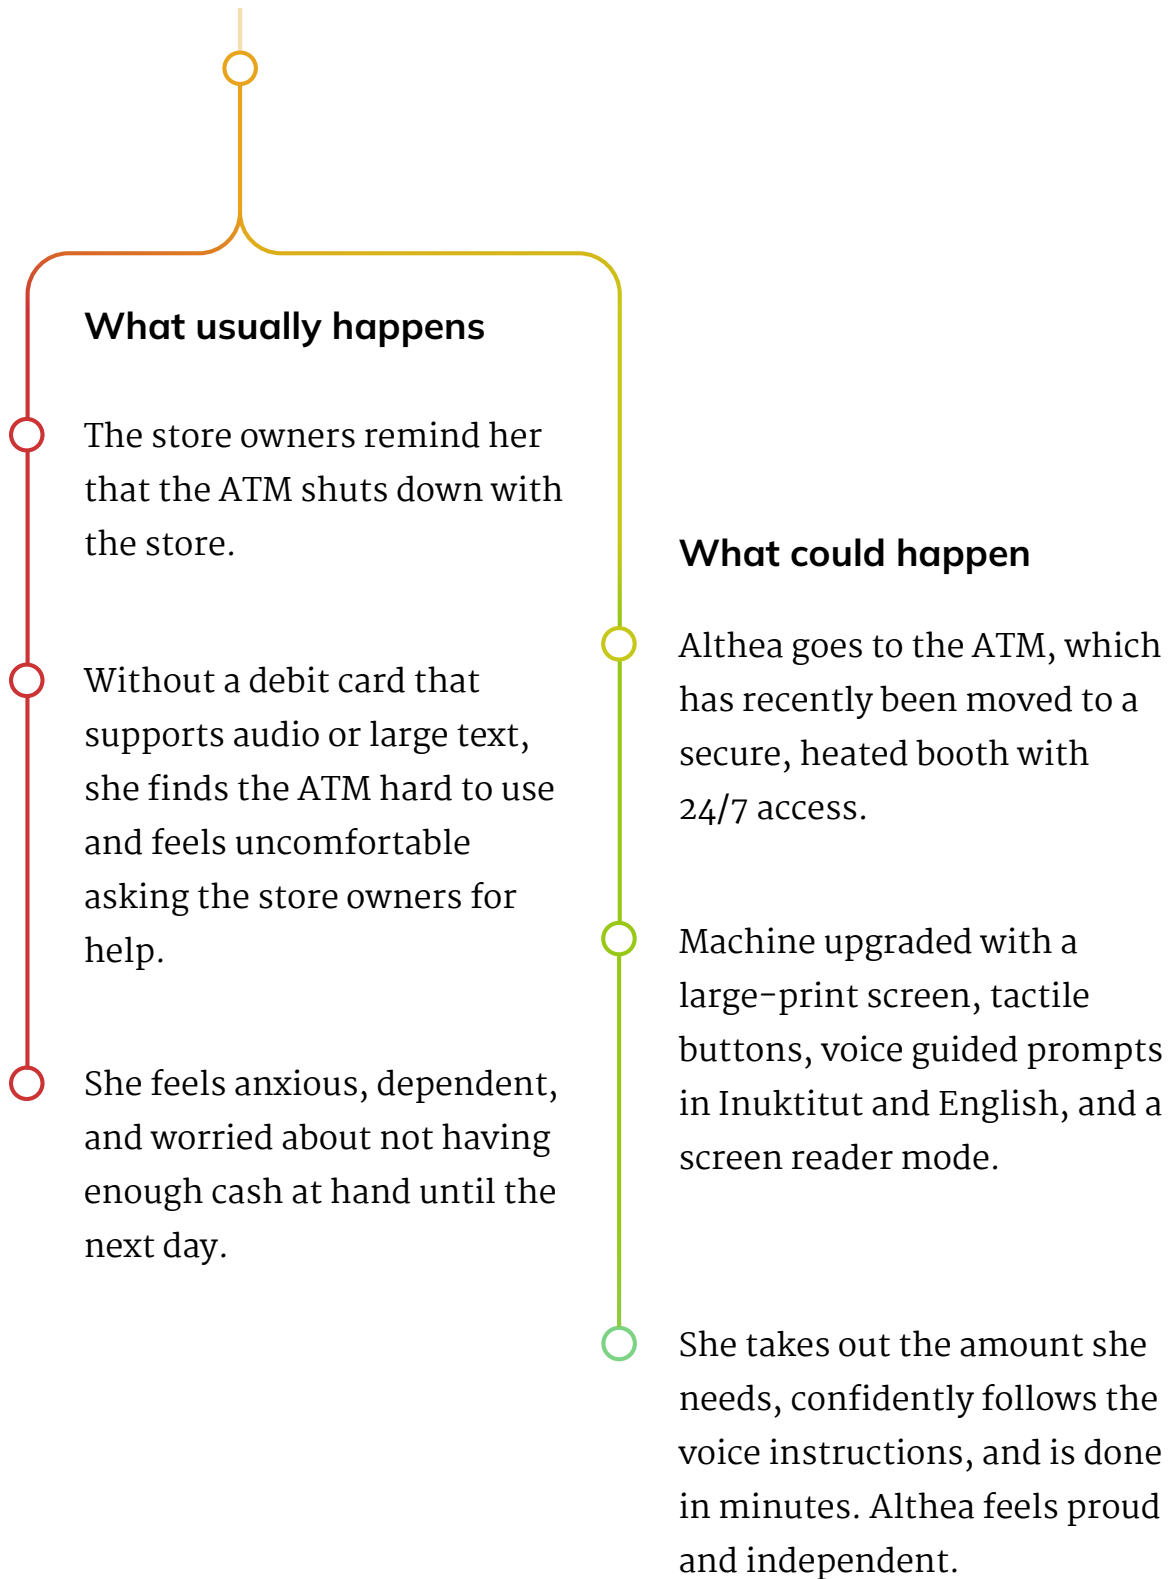 What usually happens
The store owners remind her
that the ATM shuts down with
the store.
Without a debit card that
supports audio or large text,
she finds the ATM hard to use
and feels uncomfortable
asking the store owners for
help.
She feels anxious, dependent,
and worried about not having
enough cash at hand until the
next day.
What could happen
Althea goes to the ATM, which
has recently been moved to a
secure, heated booth with
24/7 access.
Machine upgraded with a
large-print screen, tactile
buttons, voice guided prompts
in Inuktitut and English, and a
screen reader mode.
She takes out the amount she
needs, confidently follows the
voice instructions, and is done
in minutes. Althea feels proud
and independent.